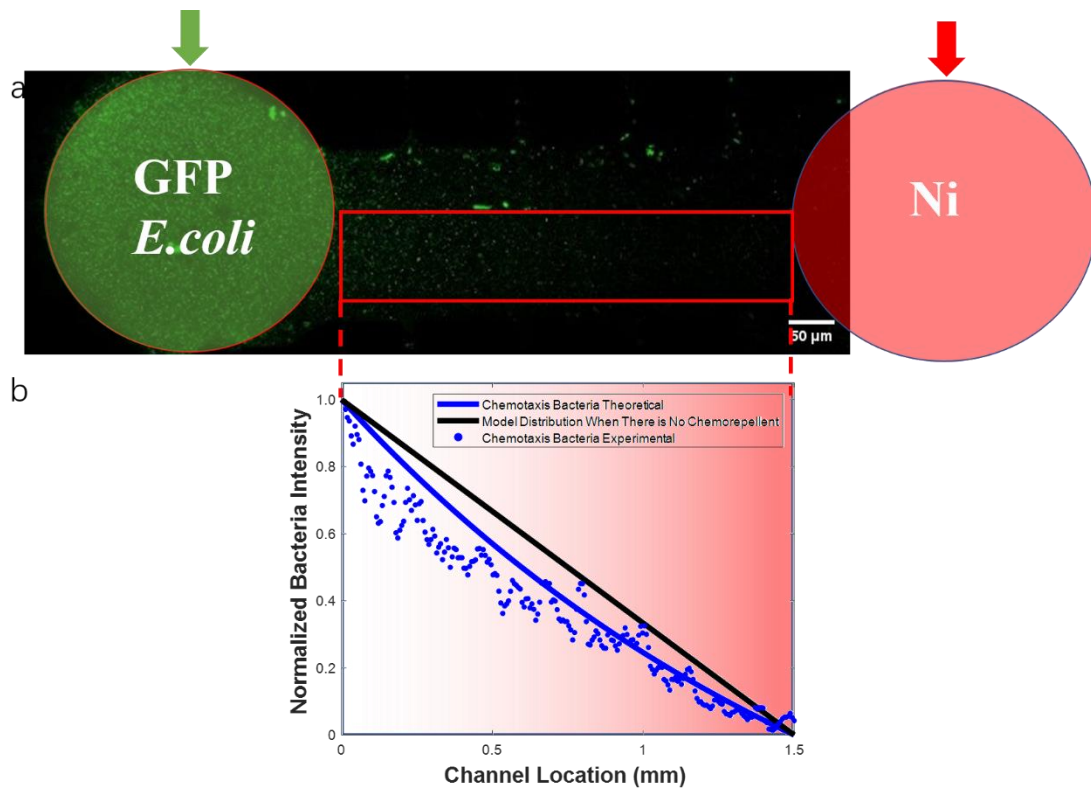 a
GFP
E.coli
Ni
50 μm
b
Chemotaxis Bacteria Theoretical
Model Distribution When There is No Chemorepellent
Chemotaxis Bacteria Experimental
Normalized Bacteria Intensity
1.0
0.8
0.6
0.4
0.2
0
0
0.5
1
1.5
Channel Location (mm)